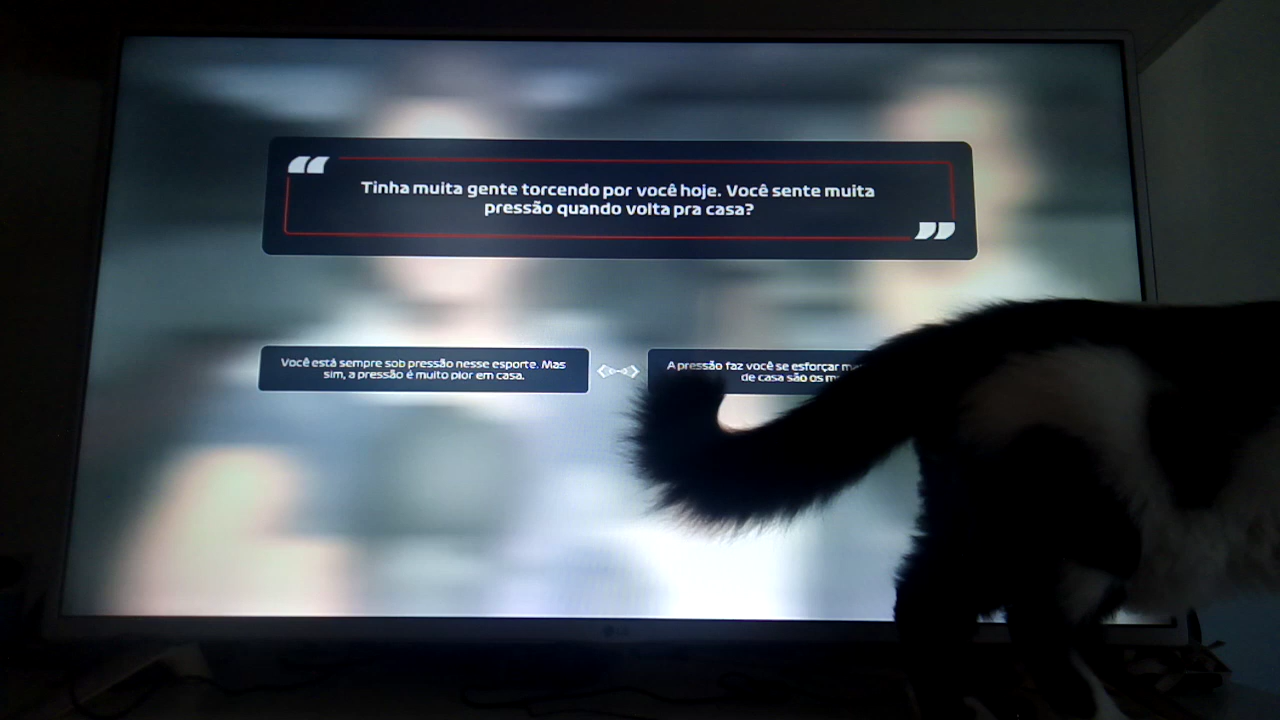 Tinha muita gente torcendo por você hoje. Você sente muita
pressão quando volta pra casa?
Você está sempre sob pressão nesse esporte. Mas
sim, a pressão é muito pior em casa.
A pressão faz você se esforçar
de casa são os
LG